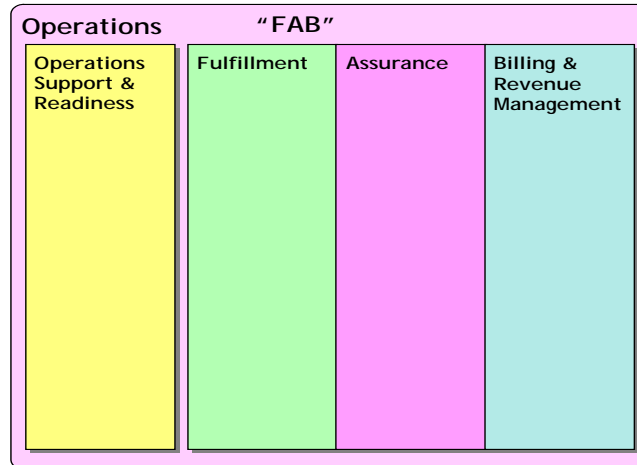 Operations “FAB”
Operations
Support &
Readiness
Fulfillment
Assurance
Billing &
Revenue
Management